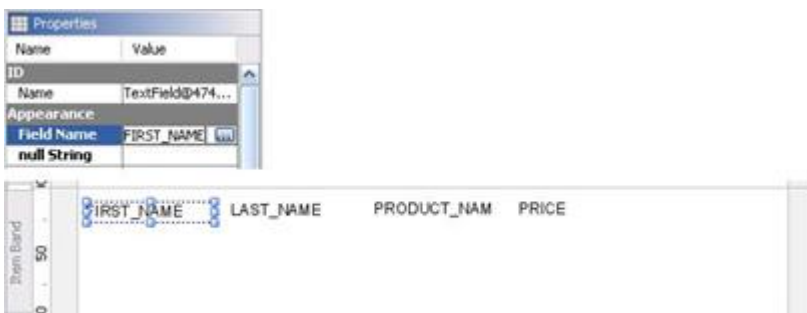 Properties
Name Value
ID
Name TextField@474...
Appearance
Field Name FIRST_NAME ...
null String
FIRST_NAME LAST_NAME PRODUCT_NAM PRICE
Item Band
50